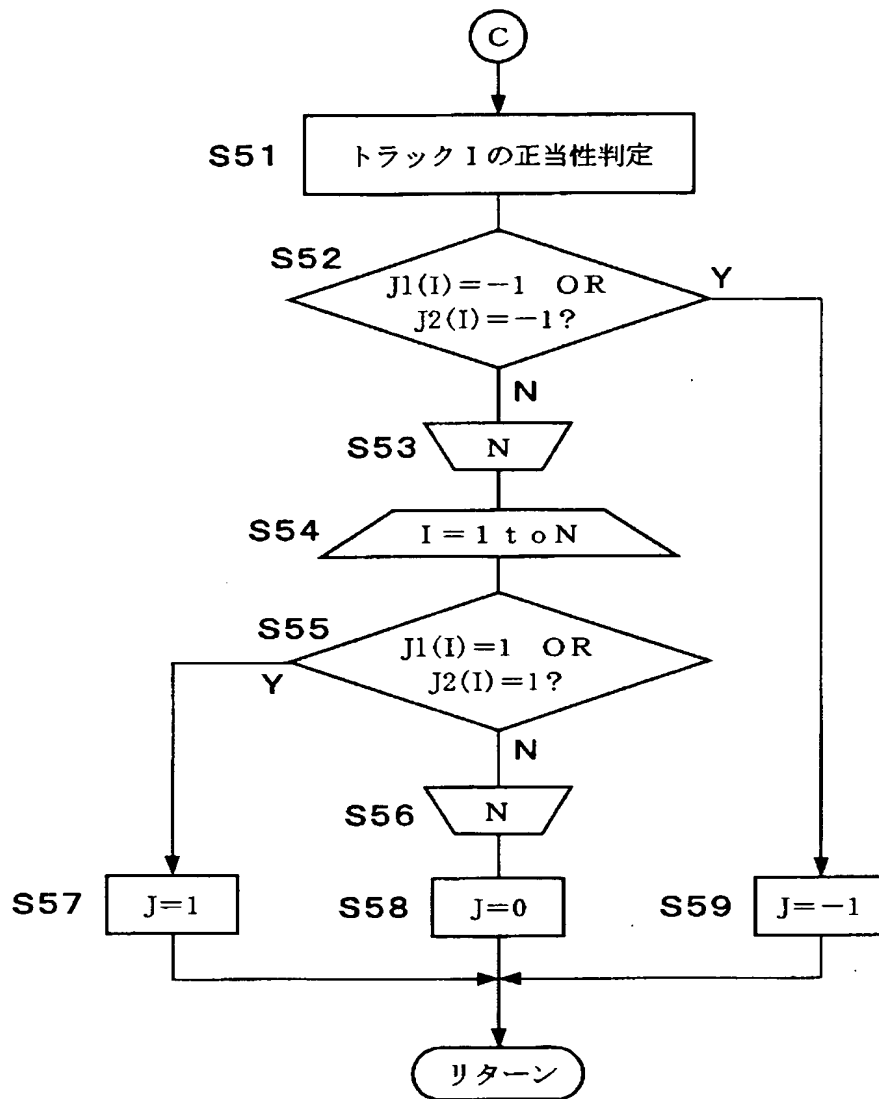 C
S51
トラックIの正当性判定
S52
J1(I)=-1 OR
J2(I)=-1?
Y
N
S53
N
S54
I=1 to N
S55
J1(I)=1 OR
J2(I)=1?
Y
N
S56
N
S57
J=1
S58
J=0
S59
J=-1
リターン